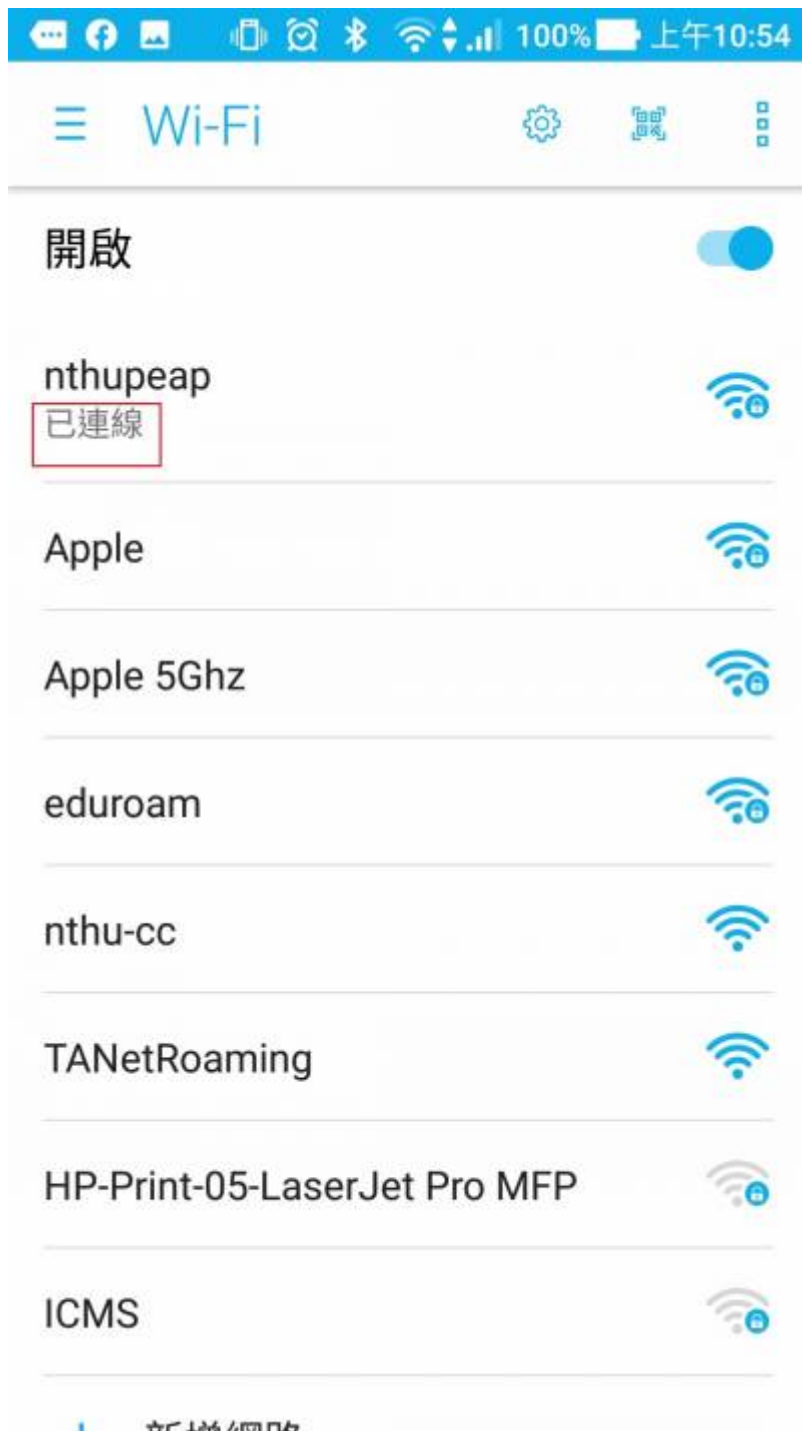 100% 上午10:54
Wi-Fi
開啟
nthupeap
已連線
Apple
Apple 5Ghz
eduroam
nthu-cc
TANetRoaming
HP-Print-05-LaserJet Pro MFP
ICMS
新增網路